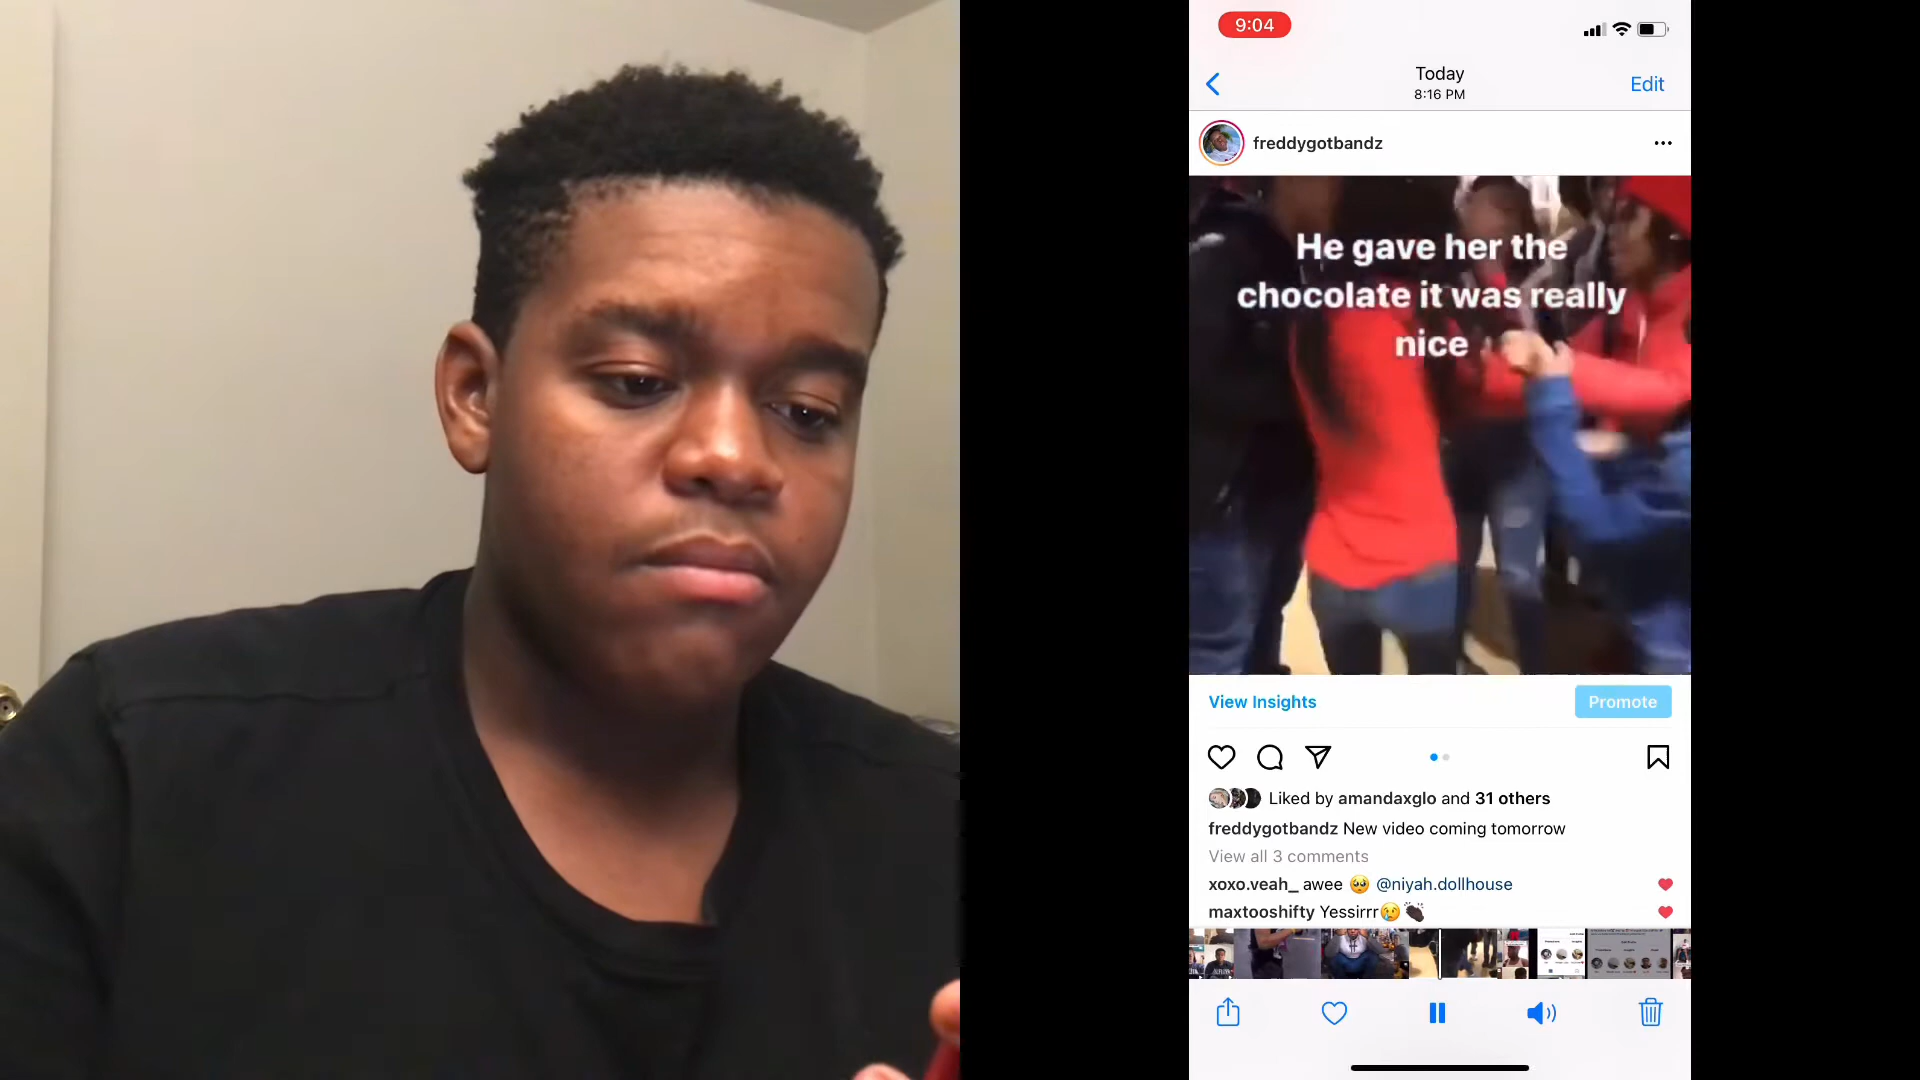 9:04
Today
8:16 PM
Edit
freddygotbandz
He gave her the
chocolate it was really
nice
View Insights
Promote
Liked by amandaxglo and 31 others
freddygotbandz New video coming tomorrow
View all 3 comments
xoxo.veah_ awee 🥺 @niyah.dollhouse
maxtooshifty Yessirrr😢👏🏿